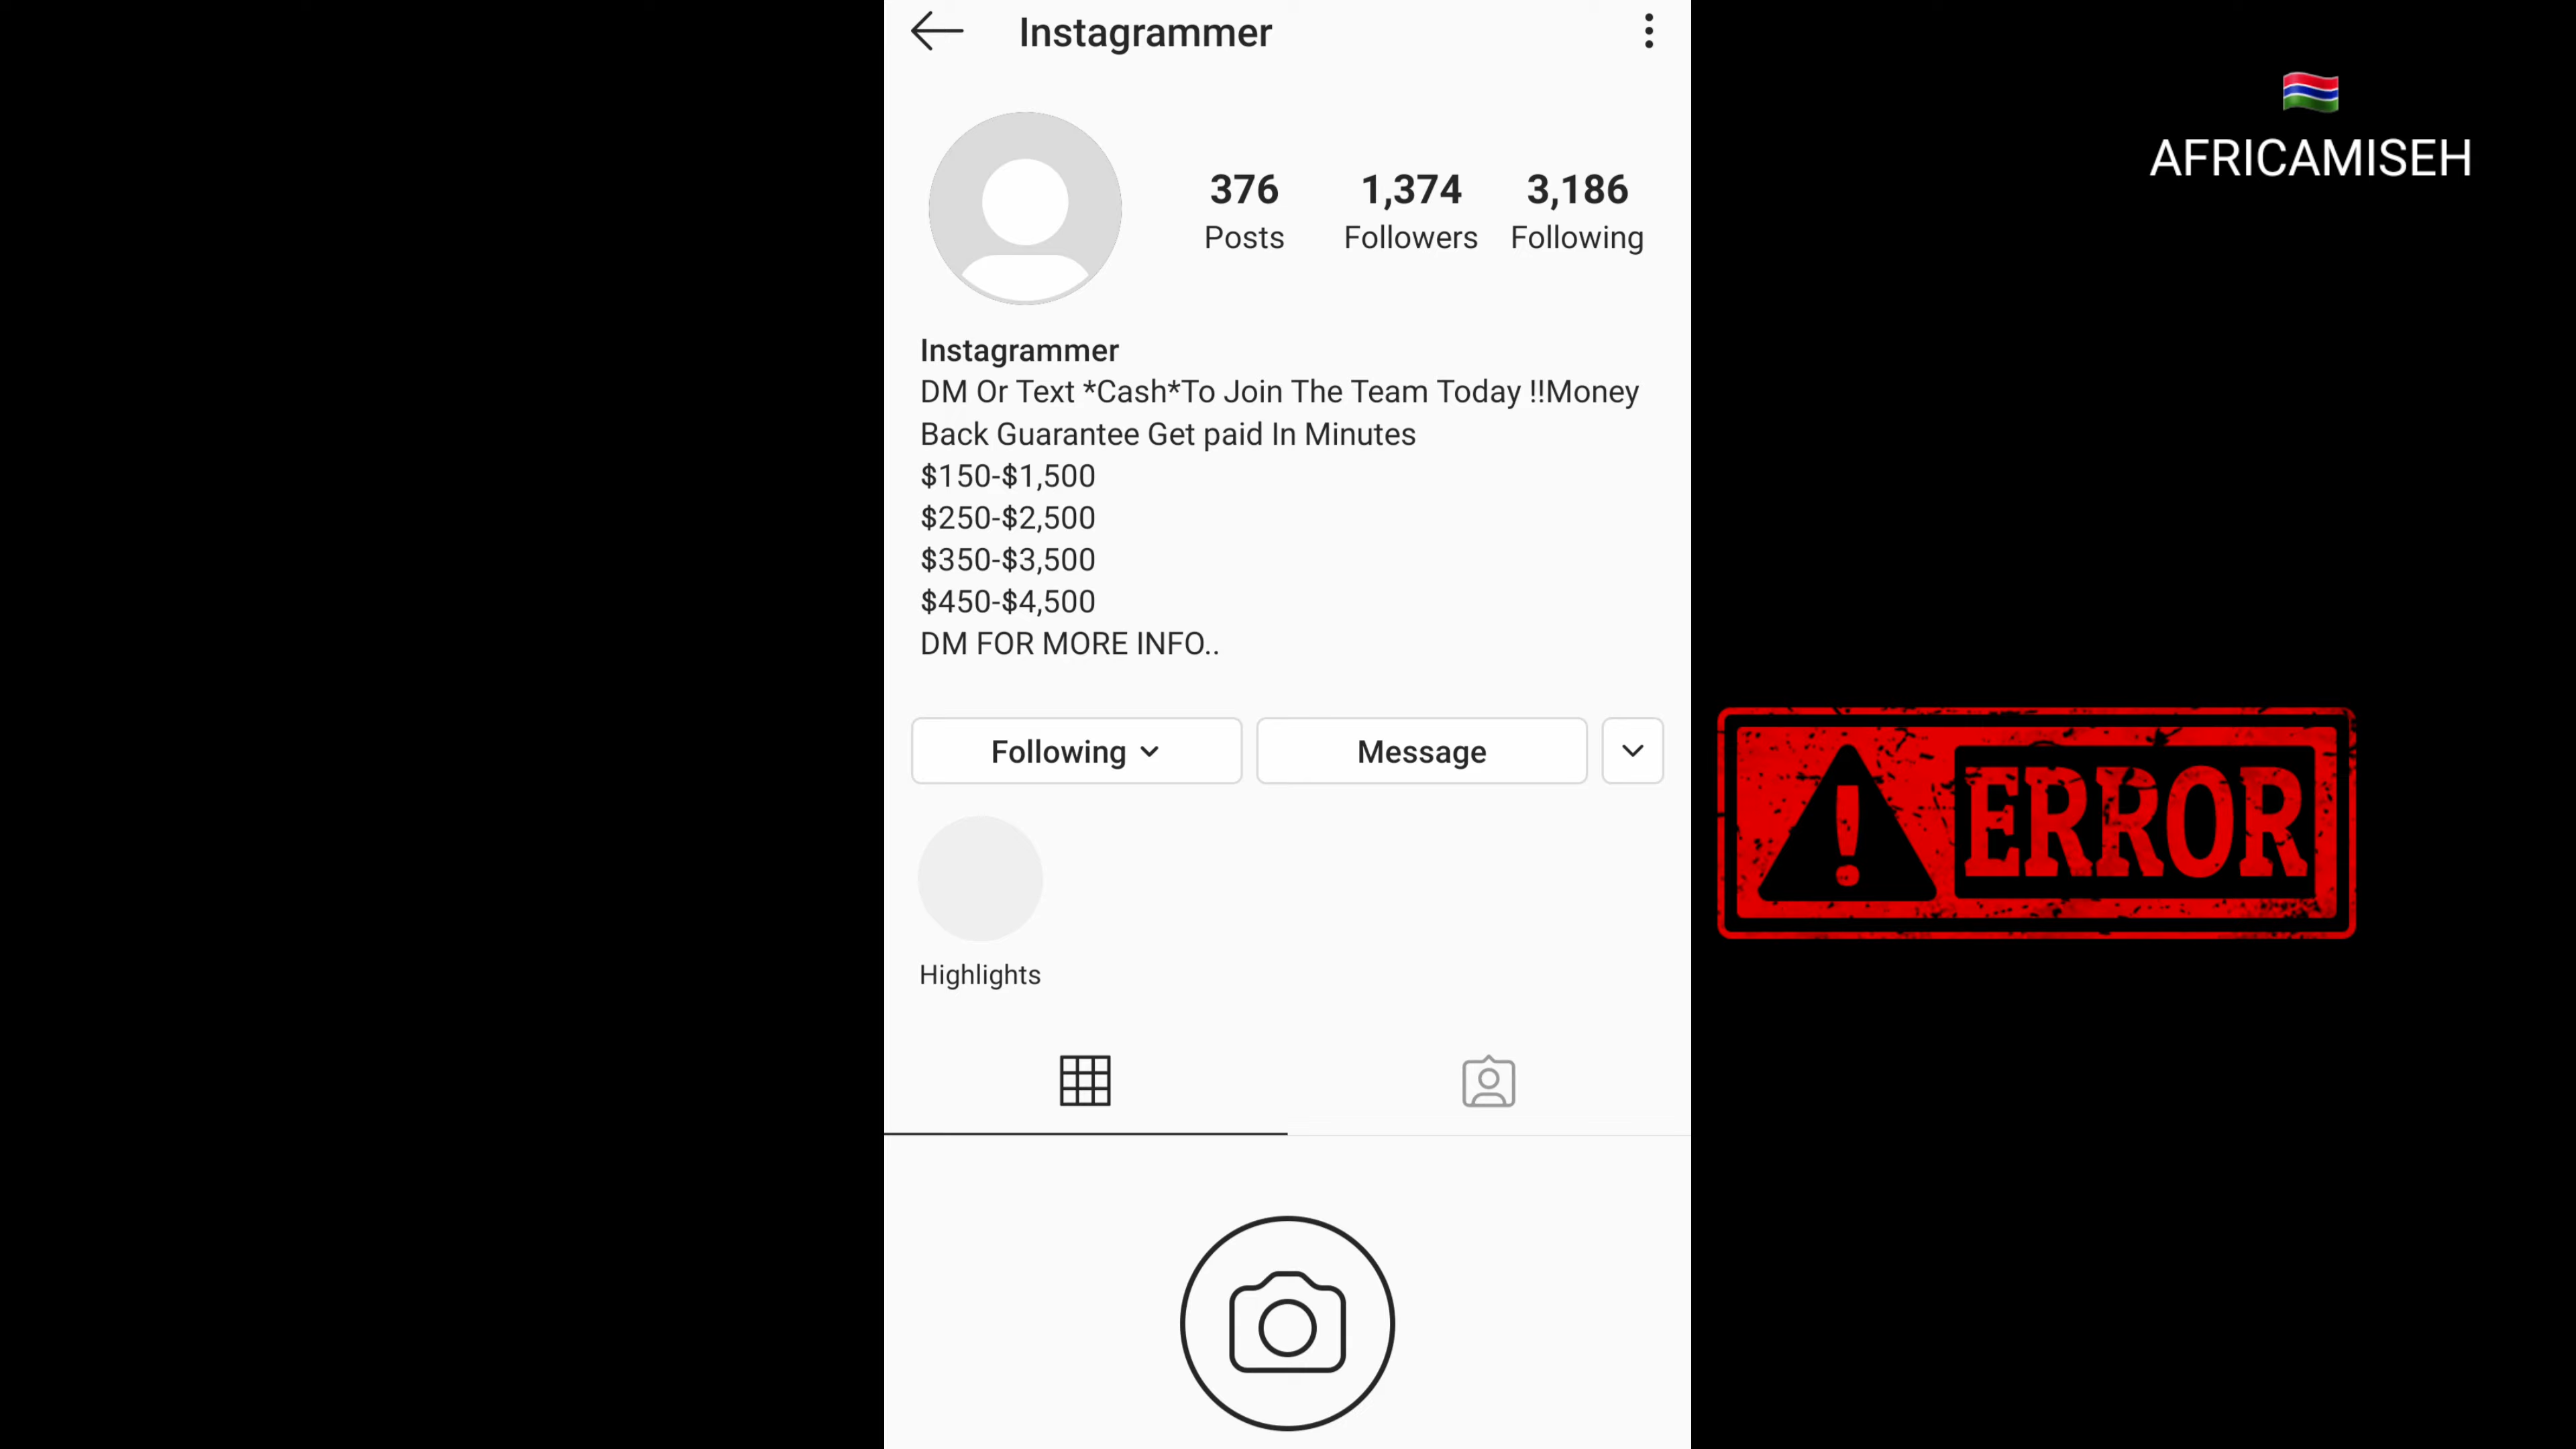 Instagrammer
AFRICAMISEH
376
Posts
1,374
Followers
3,186
Following
Instagrammer
DM Or Text *Cash*To Join The Team Today !!Money
Back Guarantee Get paid In Minutes
$150-$1,500
$250-$2,500
$350-$3,500
$450-$4,500
DM FOR MORE INFO..
Following
Message
! ERROR
Highlights